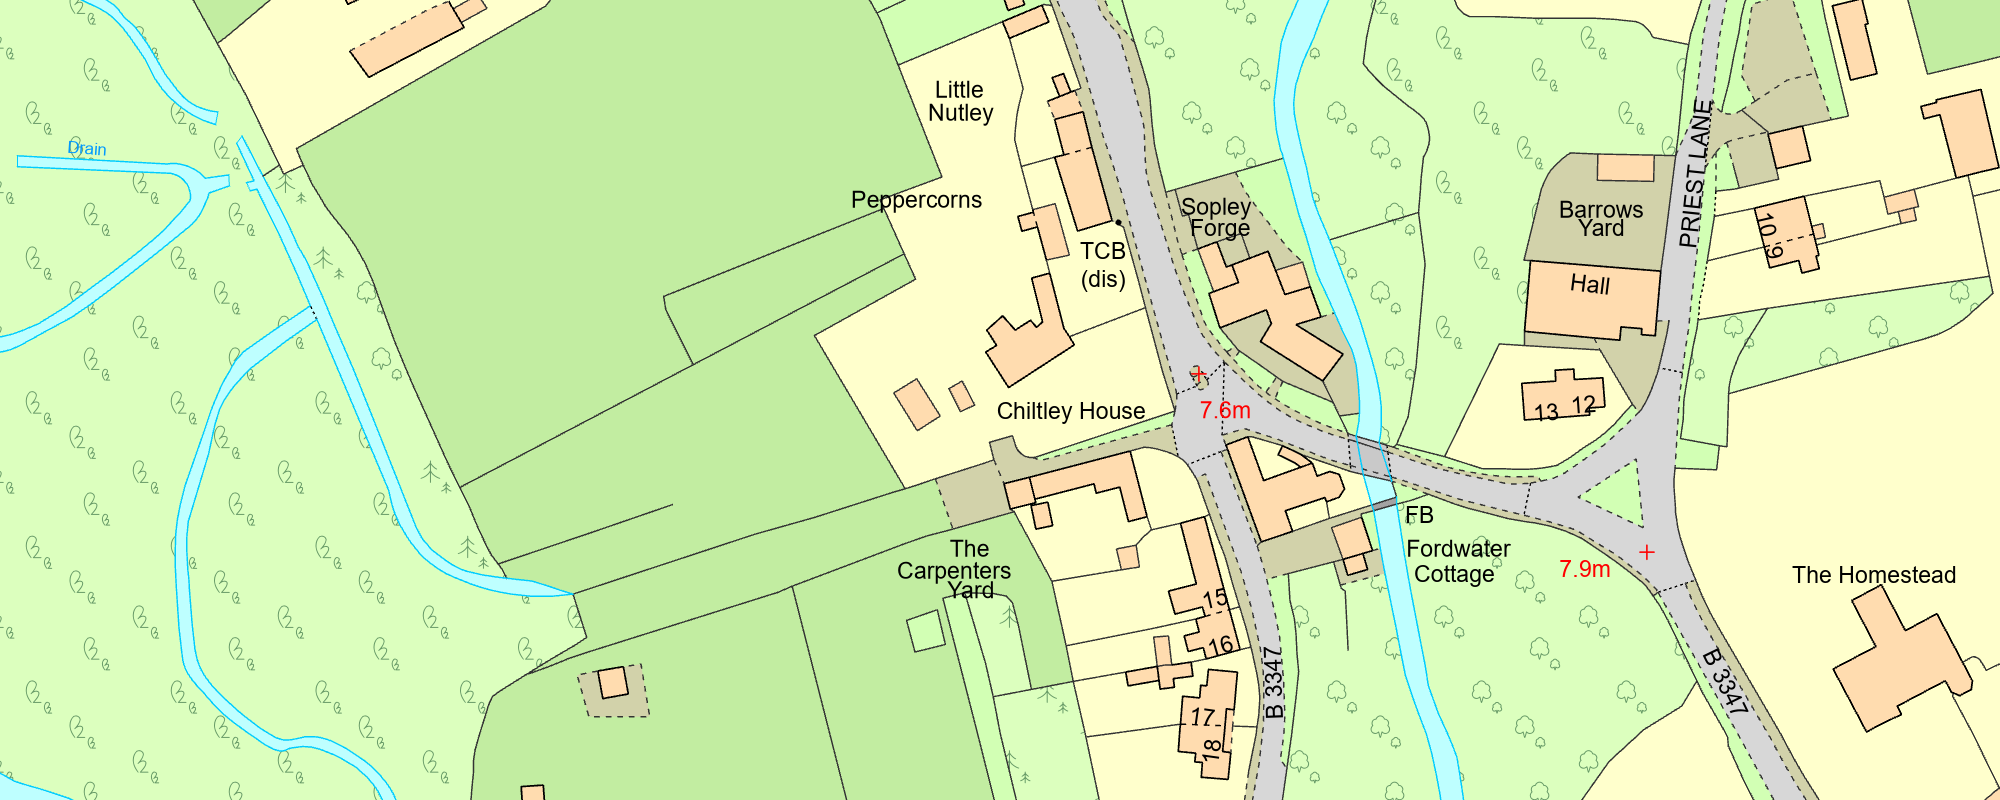 Little
Nutley
Drain
Peppercorns
TCB
(dis)
Sopley
Forge
Barrows
Yard
PRIEST LANE
Hall
10
9
Chiltley House
7.6m
13
12
FB
Fordwater
Cottage
7.9m
The Homestead
The
Carpenters
Yard
15
16
17
18
B 3347
B 3347